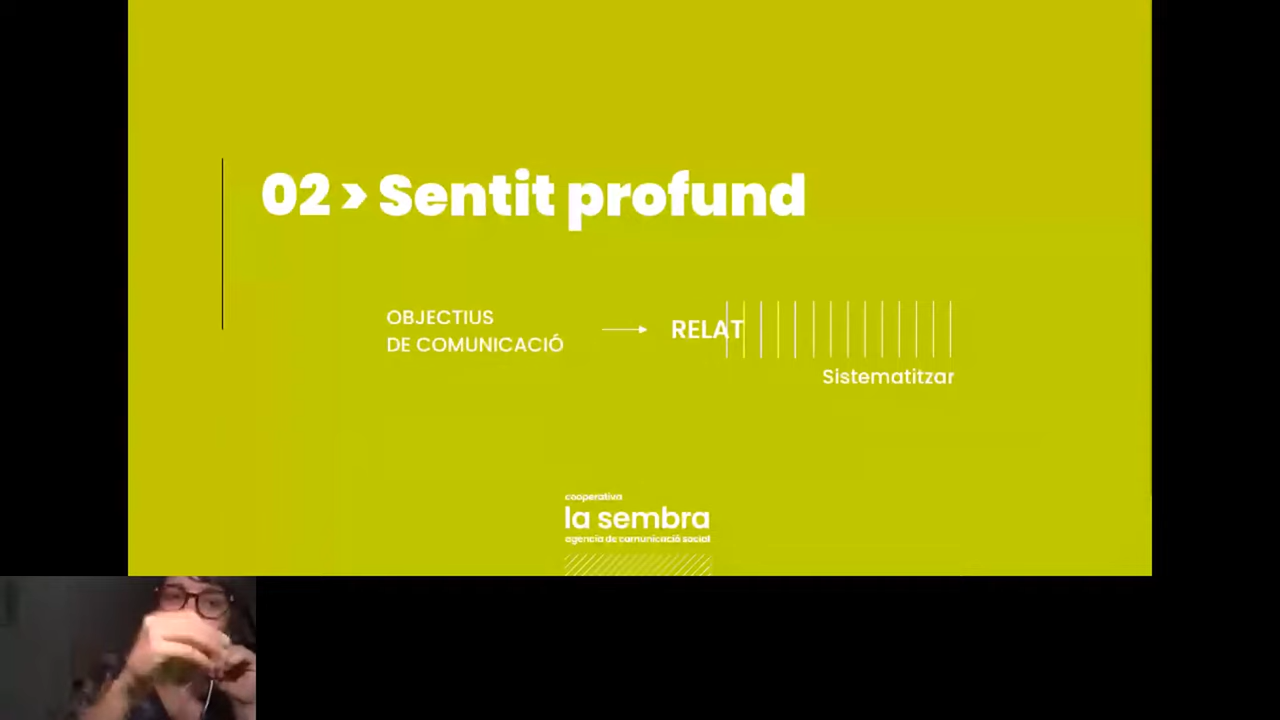 02 > Sentit profund
OBJECTIUS
DE COMUNICACIÓ
RELAT
Sistematitzar
cooperativa
la sembra
agencia de comunicació social